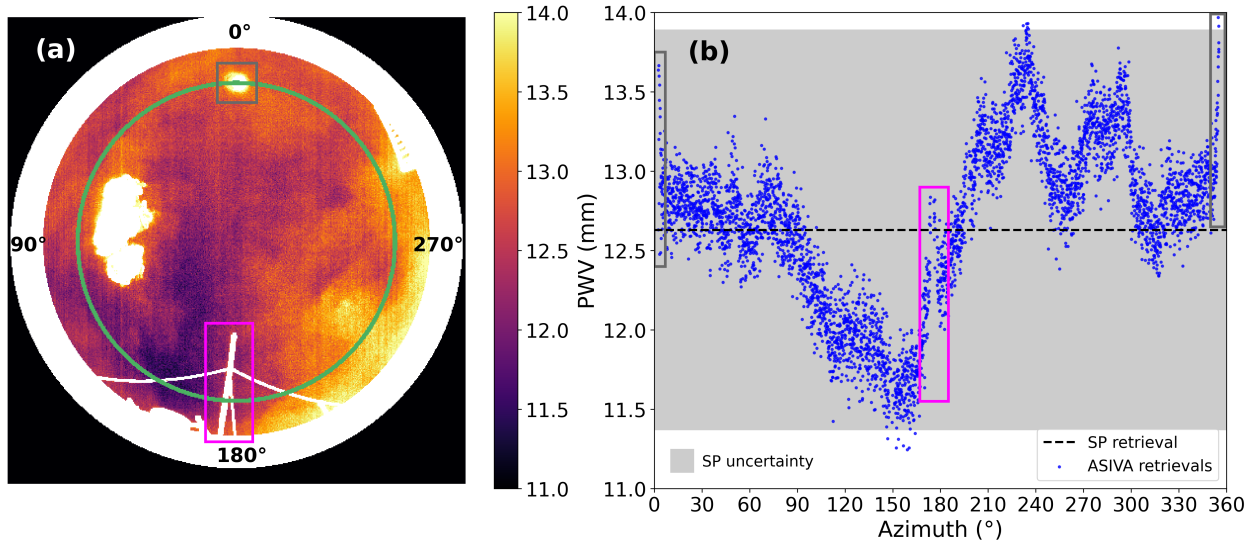 (a)
0°
90°
270°
180°
14.0
13.5
13.0
12.5
12.0
11.5
11.0
PWV (mm)
14.0
13.5
13.0
12.5
12.0
11.5
11.0
(b)
SP uncertainty
SP retrieval
ASIVA retrievals
0 30 60 90 120 150 180 210 240 270 300 330 360
Azimuth (°)